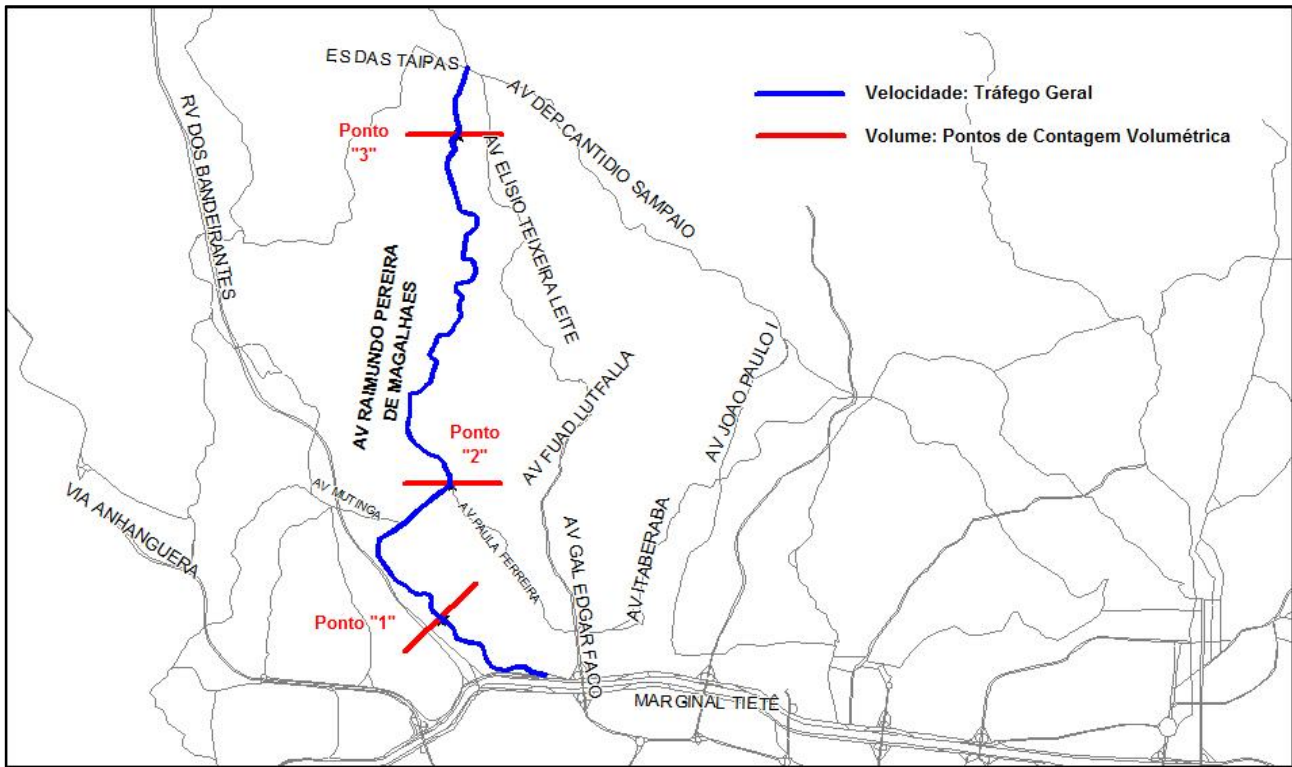 ES DAS TAIPAS
AV DEP CANTIDIO SAMPAIO
Velocidade: Tráfego Geral
Volume: Pontos de Contagem Volumétrica
RV DOS BANDEIRANTES
Ponto
"3"
AV ELISIO TEIXEIRA LEITE
AV RAIMUNDO PEREIRA
DE MAGALHAES
AV FUAD LUTFALLA
AV JOAO PAULO I
Ponto
"2"
VIA ANHANGUERA
AV MUTINGA
AV PAULA FERREIRA
AV GAL EDGAR FACO
AV ITABERABA
Ponto "1"
MARGINAL TIETÊ